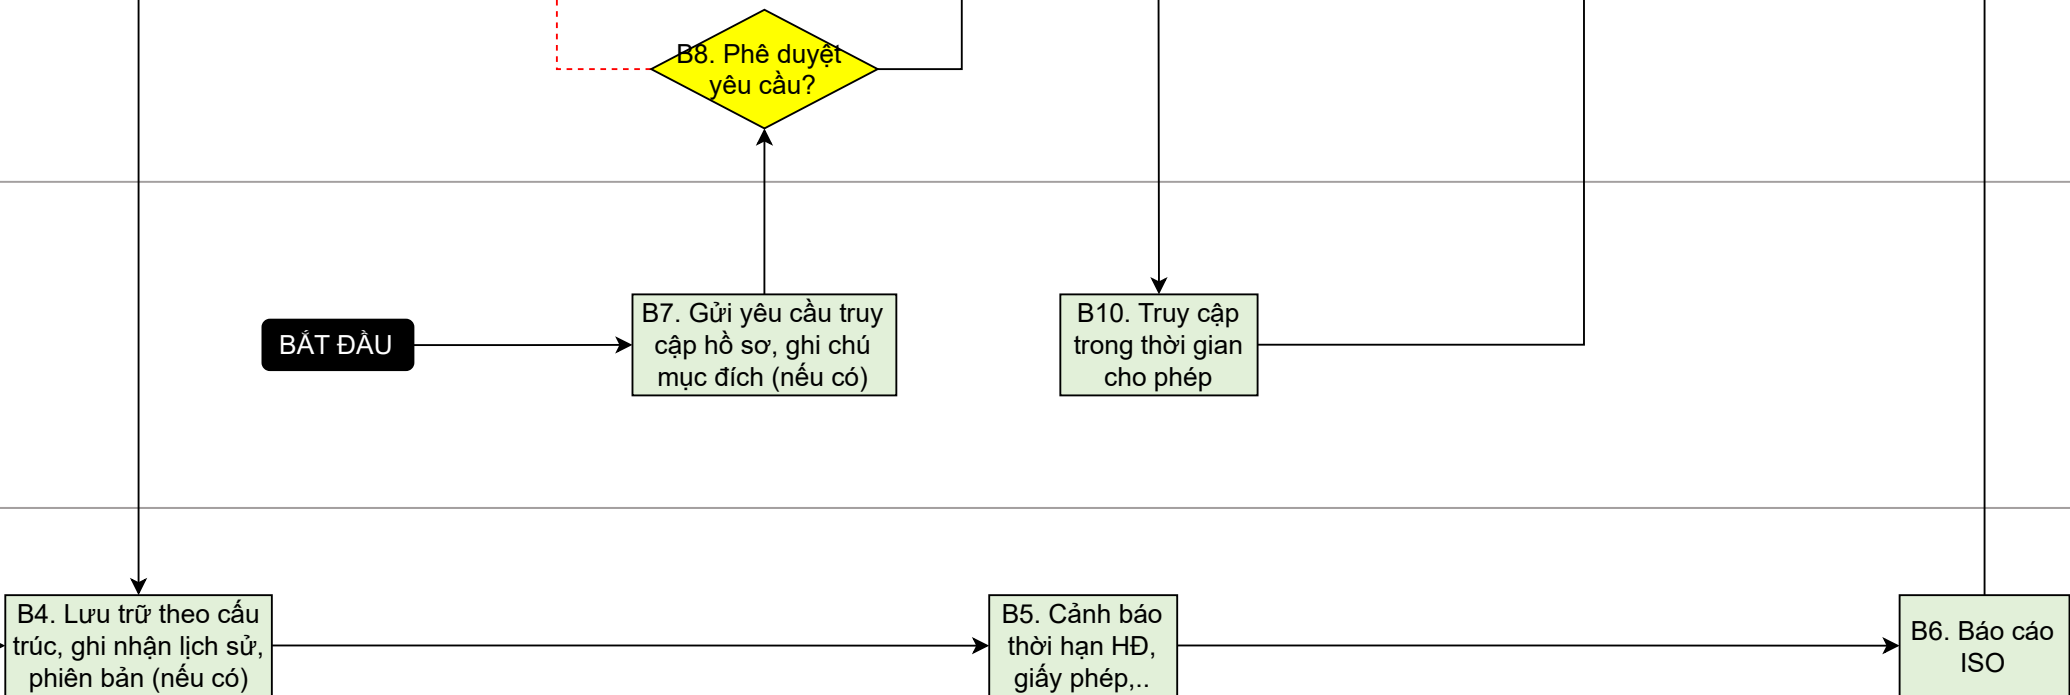 B8. Phê duyệt
yêu cầu?
BẮT ĐẦU
B7. Gửi yêu cầu truy
cập hồ sơ, ghi chú
mục đích (nếu có)
B10. Truy cập
trong thời gian
cho phép
B4. Lưu trữ theo cấu
trúc, ghi nhận lịch sử,
phiên bản (nếu có)
B5. Cảnh báo
thời hạn HĐ,
giấy phép,..
B6. Báo cáo
ISO